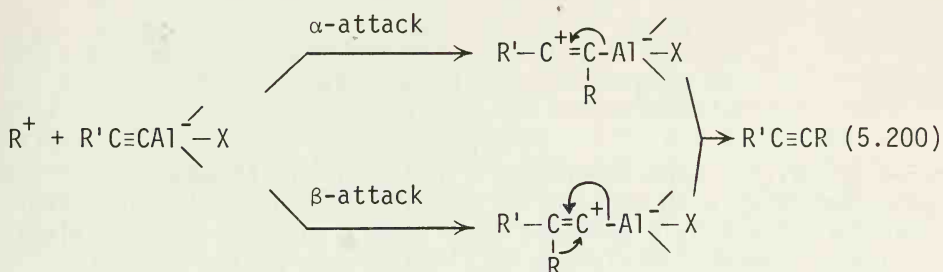 α-attack
R'—C⁺=C—Al⁻—X
R
R⁺ + R'C≡CAl⁻—X
R'C≡CR (5.200)
β-attack
R'—C=C⁺—Al⁻—X
R